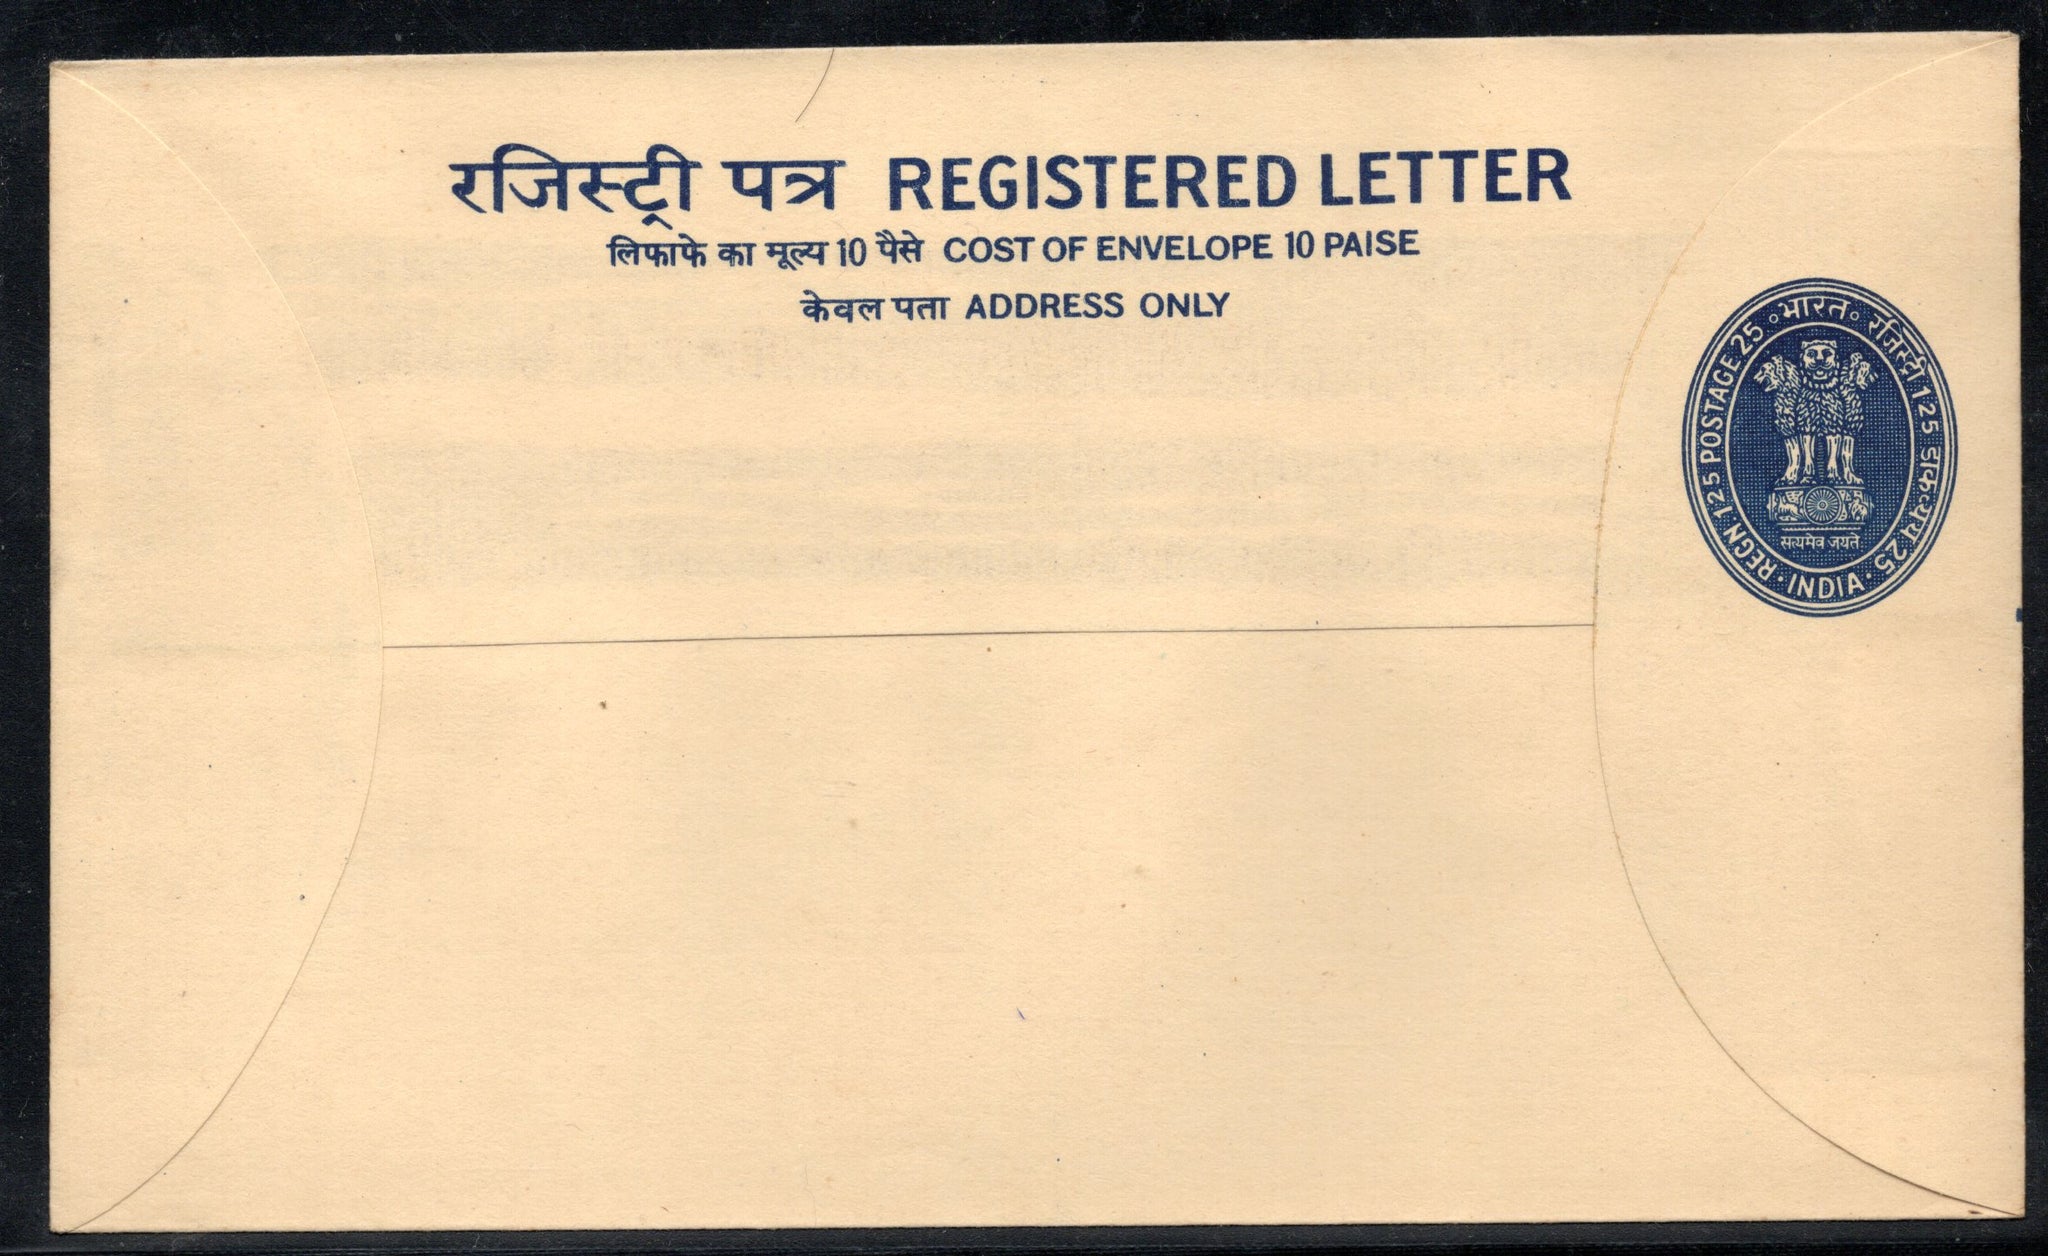 रजिस्ट्री पत्र REGISTERED LETTER
लिफाफे का मूल्य 10 पैसे COST OF ENVELOPE 10 PAISE
केवल पता ADDRESS ONLY
REGN. 125 POSTAGE 25 भारत रजिस्ट्री 125 डाक व्यय 25
सत्यमेव जयते
INDIA